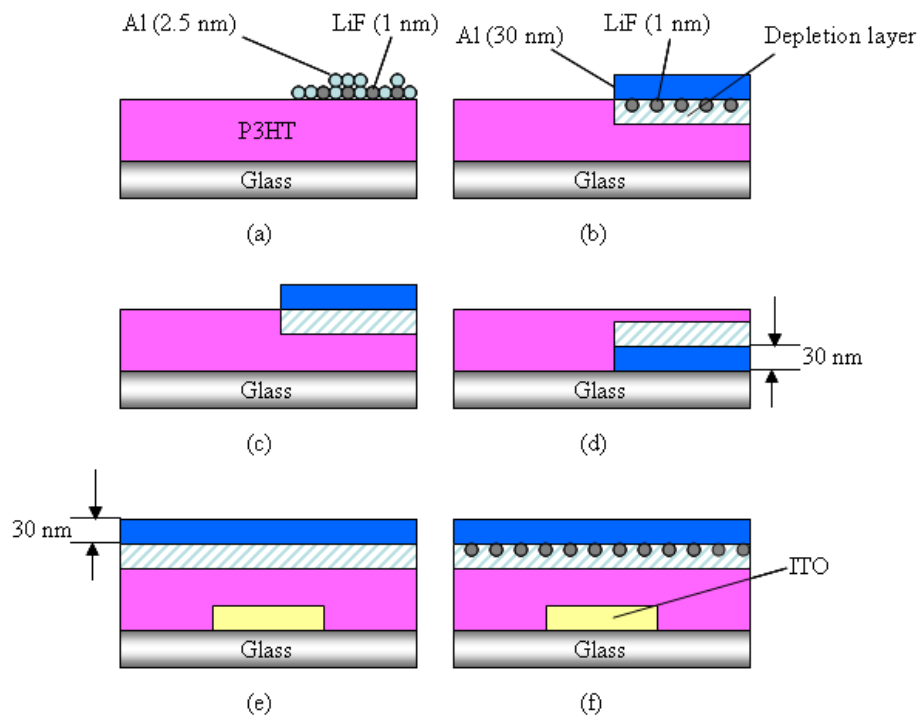 Al (2.5 nm) LiF (1 nm)
P3HT
Glass
(a)
Al (30 nm) LiF (1 nm) Depletion layer
Glass
(b)
Glass
(c)
30 nm
Glass
(d)
30 nm
Glass
(e)
ITO
Glass
(f)